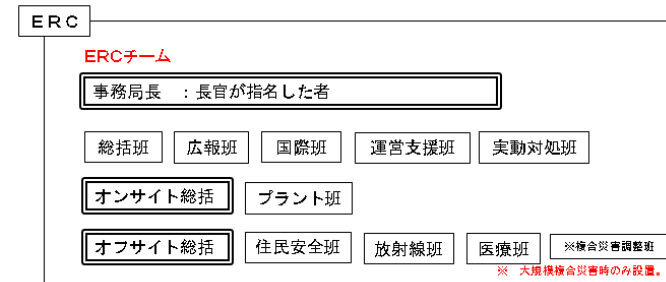 ERC
ERCチーム
事務局長 ：長官が指名した者
総括班 広報班 国際班 運営支援班 実動対処班
オンサイト総括 プラント班
オフサイト総括 住民安全班 放射線班 医療班 ※複合災害調整班
※ 大規模複合災害時のみ設置。